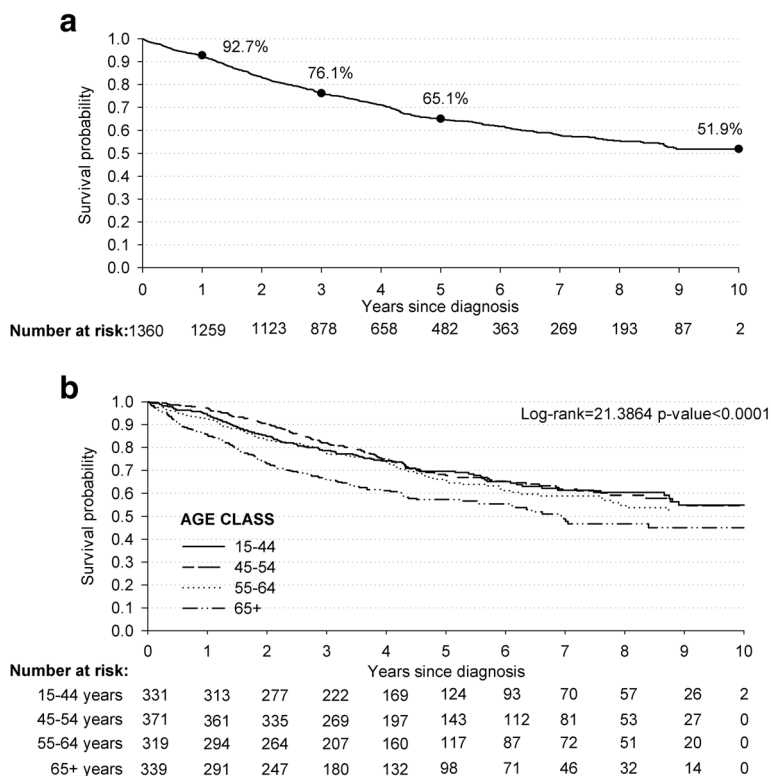 a
1.0
0.9
0.8
0.7
0.6
0.5
0.4
0.3
0.2
0.1
0.0
Survival probability
92.7%
76.1%
65.1%
51.9%
0 1 2 3 4 5 6 7 8 9 10
Years since diagnosis
Number at risk: 1360 1259 1123 878 658 482 363 269 193 87 2
b
1.0
0.9
0.8
0.7
0.6
0.5
0.4
0.3
0.2
0.1
0.0
Survival probability
Log-rank=21.3864 p-value<0.0001
AGE CLASS
15-44
45-54
55-64
65+
0 1 2 3 4 5 6 7 8 9 10
Years since diagnosis
Number at risk:
15-44 years 331 313 277 222 169 124 93 70 57 26 2
45-54 years 371 361 335 269 197 143 112 81 53 27 0
55-64 years 319 294 264 207 160 117 87 72 51 20 0
65+ years 339 291 247 180 132 98 71 46 32 14 0